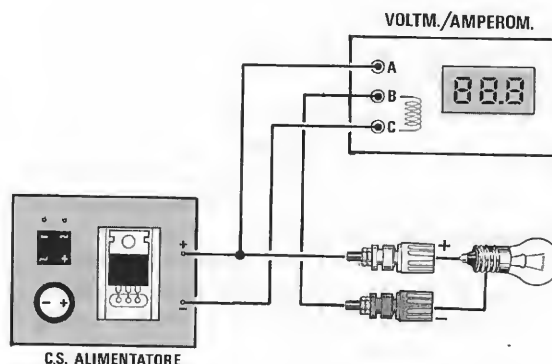 VOLTM./AMPEROM.
A
B
C
88.8
+
−
+
−
− ~
~ +
− +
C.S. ALIMENTATORE